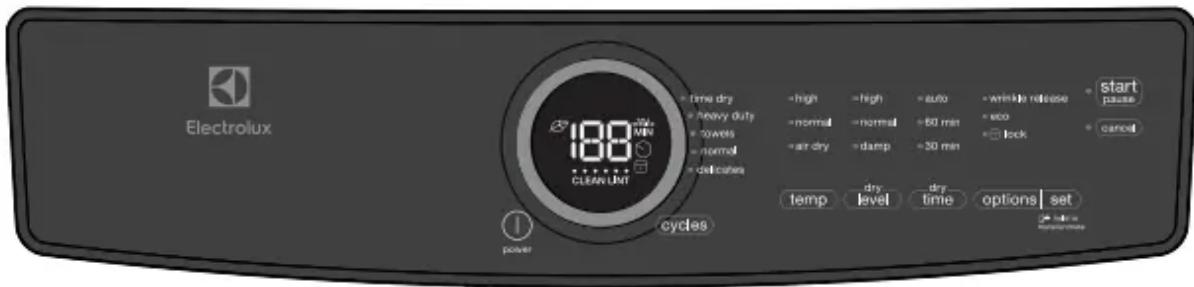 Electrolux
188
MIN
CLEAN LINT
power
cycles
time dry
heavy duty
towels
normal
delicates
high
normal
air dry
temp
high
normal
damp
dry
level
auto
60 min
30 min
dry
time
wrinkle release
eco
lock
options
set
start
pause
cancel